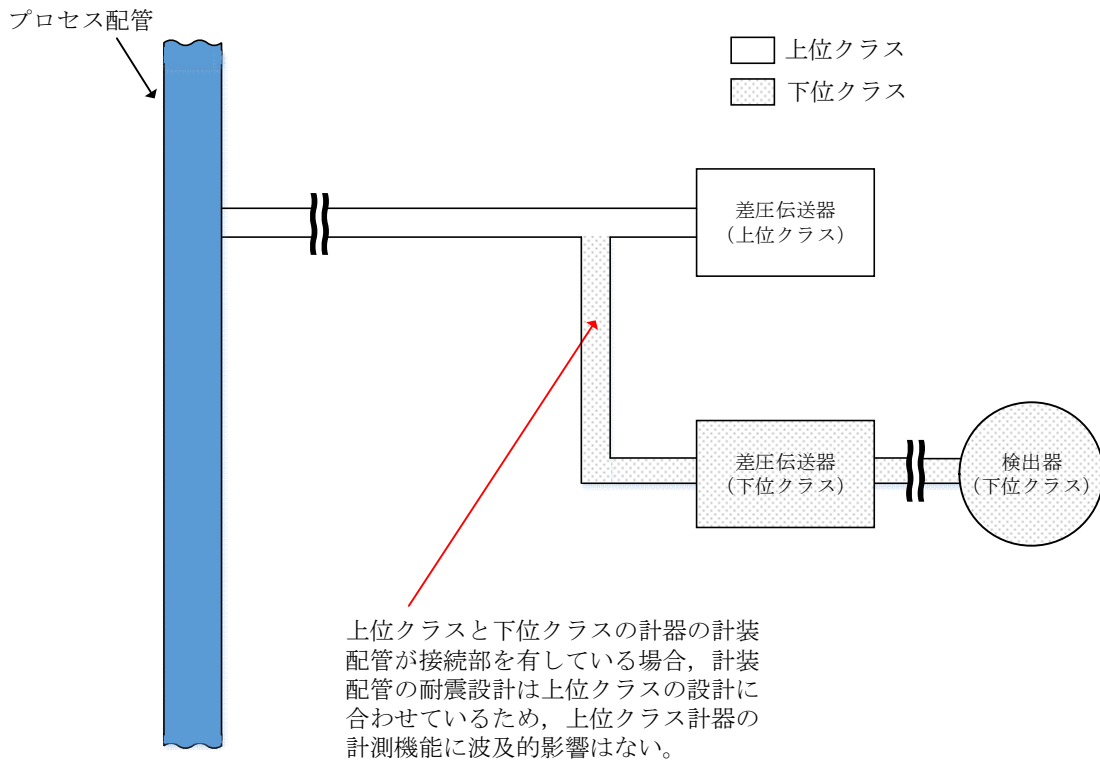 プロセス配管
上位クラス
下位クラス
差圧伝送器
（上位クラス）
差圧伝送器
（下位クラス）
検出器
（下位クラス）
上位クラスと下位クラスの計器の計装
配管が接続部を有している場合，計装
配管の耐震設計は上位クラスの設計に
合わせているため，上位クラス計器の
計測機能に波及的影響はない。